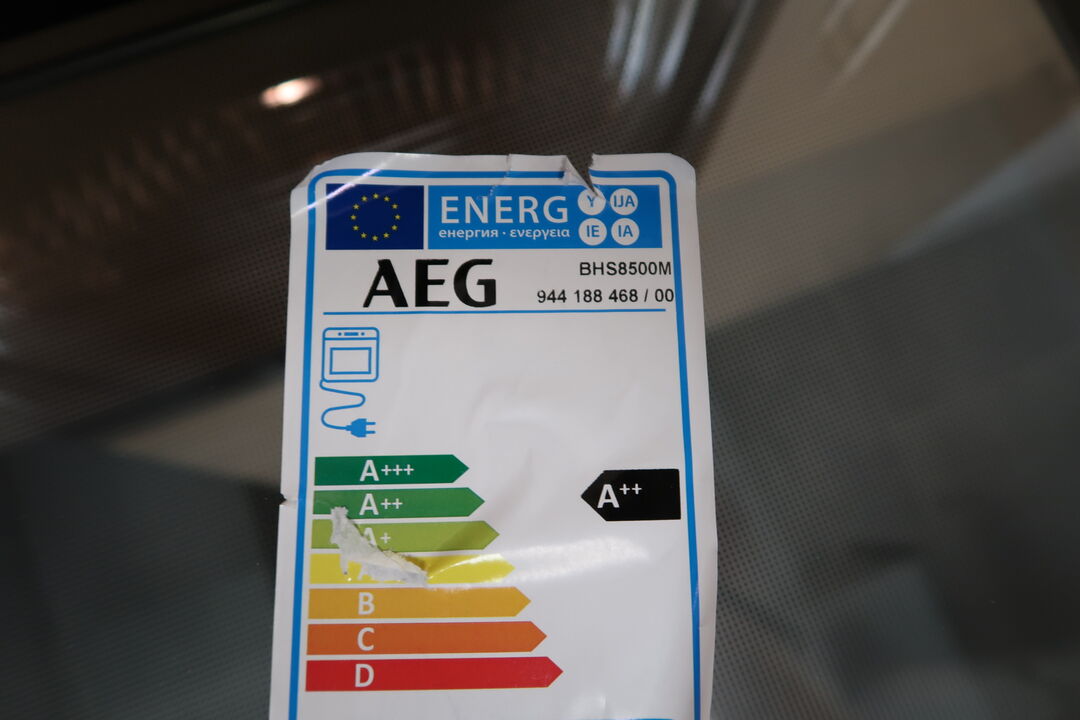 ENERG Y IJA
енергия · ενεργεια IE IA
AEG
BHS8500M
944 188 468 / 00
A+++
A++
A++
A+
B
C
D